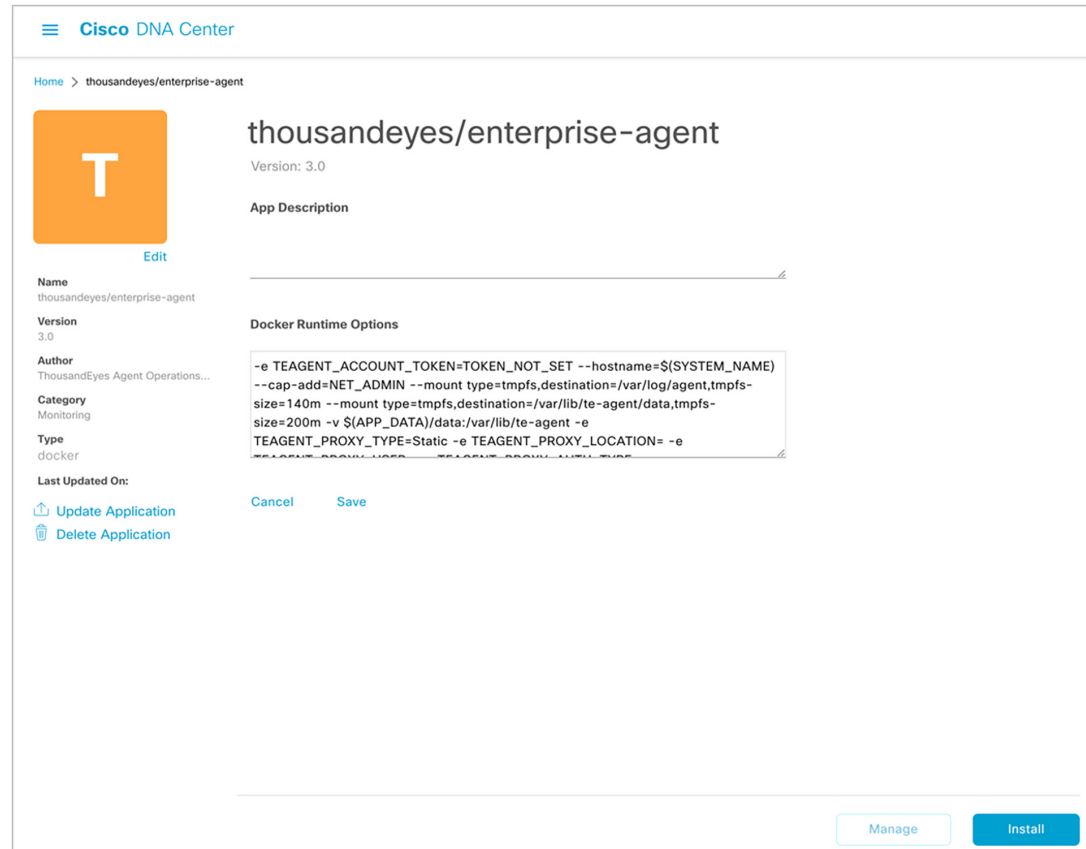 Cisco DNA Center
Home > thousandeyes/enterprise-agent
T
Edit
Name
thousandeyes/enterprise-agent
Version
3.0
Author
ThousandEyes Agent Operations...
Category
Monitoring
Type
docker
Last Updated On:
Update Application
Delete Application
thousandeyes/enterprise-agent
Version: 3.0
App Description
Docker Runtime Options
-e TEAGENT_ACCOUNT_TOKEN=TOKEN_NOT_SET --hostname=$(SYSTEM_NAME)
--cap-add=NET_ADMIN --mount type=tmpfs,destination=/var/log/agent,tmpfs-
size=140m --mount type=tmpfs,destination=/var/lib/te-agent/data,tmpfs-
size=200m -v $(APP_DATA)/data:/var/lib/te-agent -e
TEAGENT_PROXY_TYPE=Static -e TEAGENT_PROXY_LOCATION= -e
Cancel Save
Manage Install